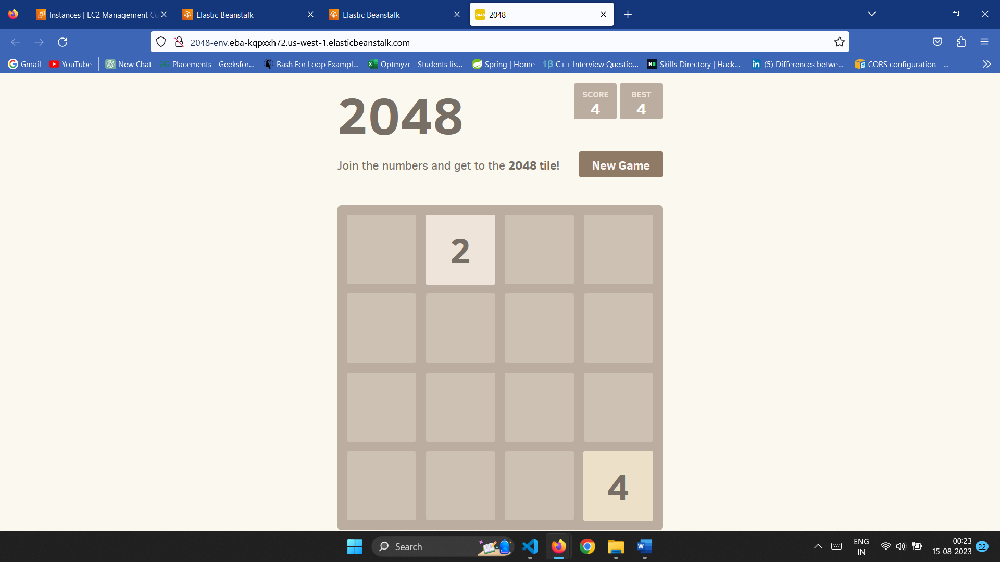 Instances | EC2 Management Co
Elastic Beanstalk
Elastic Beanstalk
2048
2048
2048-env.eba-kqpxxh72.us-west-1.elasticbeanstalk.com
Gmail
YouTube
New Chat
Placements - Geeksfor...
Bash For Loop Exampl...
Optmyzr - Students lis...
Spring | Home
C++ Interview Questio...
Skills Directory | Hack...
(5) Differences betwe...
CORS configuration - ...
2048
SCORE
4
BEST
4
Join the numbers and get to the 2048 tile!
New Game
2
4
Search
ENG
IN
00:23
15-08-2023
22